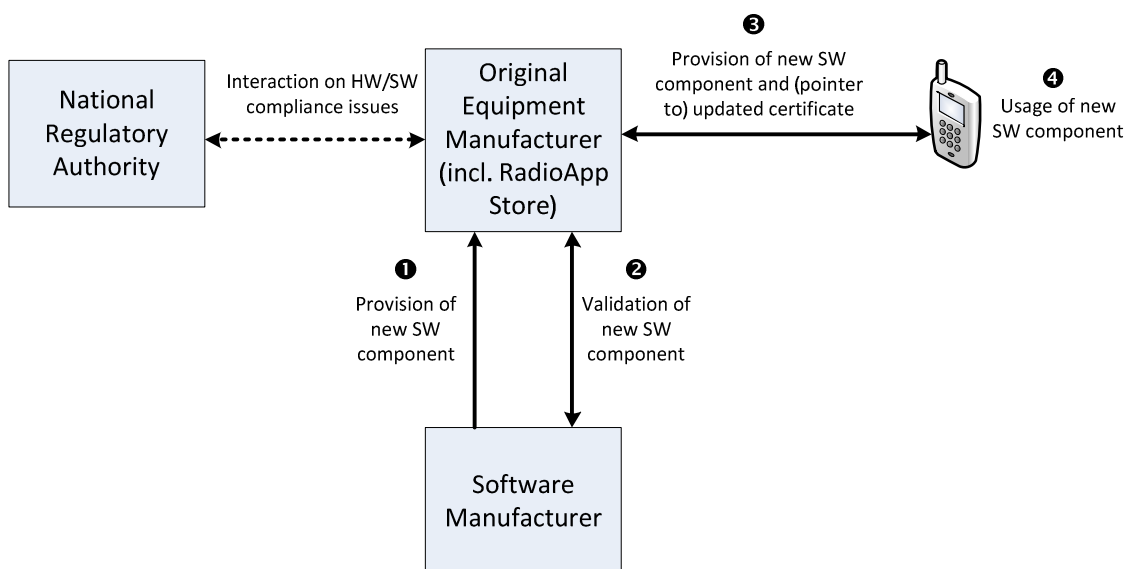 National
Regulatory
Authority
Interaction on HW/SW
compliance issues
Original
Equipment
Manufacturer
(incl. RadioApp
Store)
❸
Provision of new SW
component and (pointer
to) updated certificate
❹
Usage of new
SW component
❶
Provision of
new SW
component
❷
Validation of
new SW
component
Software
Manufacturer